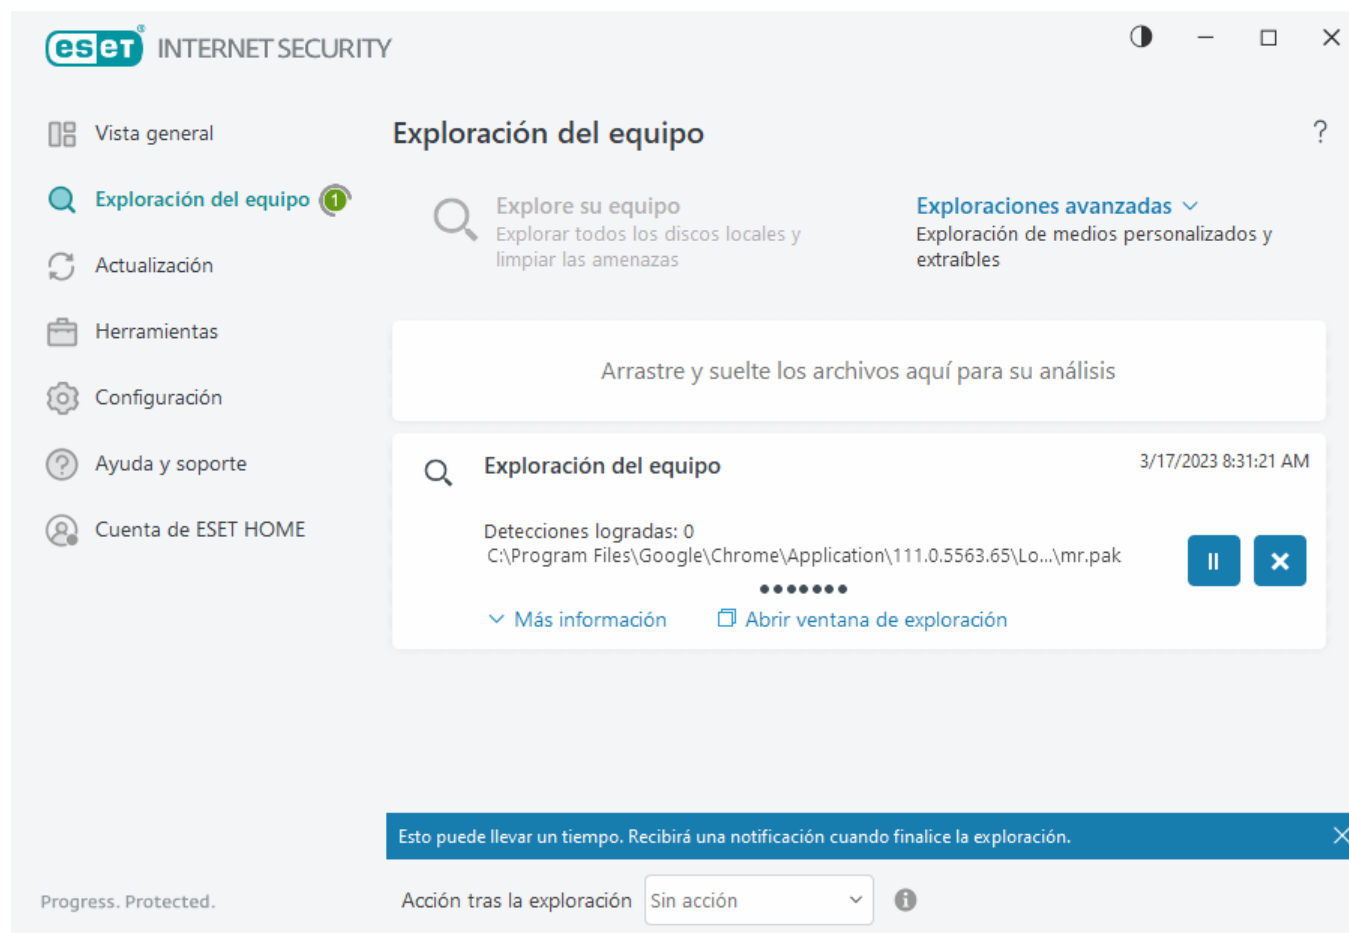 eset® INTERNET SECURITY
Vista general
Exploración del equipo 1
Actualización
Herramientas
Configuración
Ayuda y soporte
Cuenta de ESET HOME
Progress. Protected.
Exploración del equipo
?
Explore su equipo
Explorar todos los discos locales y
limpiar las amenazas
Exploraciones avanzadas
Exploración de medios personalizados y
extraíbles
Arrastre y suelte los archivos aquí para su análisis
Exploración del equipo
3/17/2023 8:31:21 AM
Detecciones logradas: 0
C:\Program Files\Google\Chrome\Application\111.0.5563.65\Lo...\mr.pak
Más información
Abrir ventana de exploración
Esto puede llevar un tiempo. Recibirá una notificación cuando finalice la exploración.
Acción tras la exploración
Sin acción